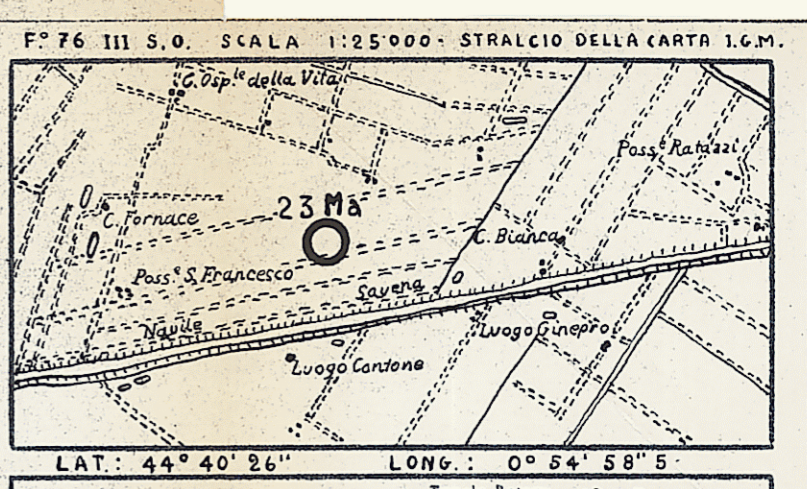 F.º 76 III S.O. SCALA 1:25'000 - STRALCIO DELLA CARTA I.G.M.
C. Osp.le della Vita
Poss.e Ratazzi
23 Ma
C. Fornace
C. Bianca
Poss.e S. Francesco
Savena
Navile
Luogo Ginepro
Luogo Cantone
LAT.: 44° 40' 26" LONG.: 0° 54' 58" 5